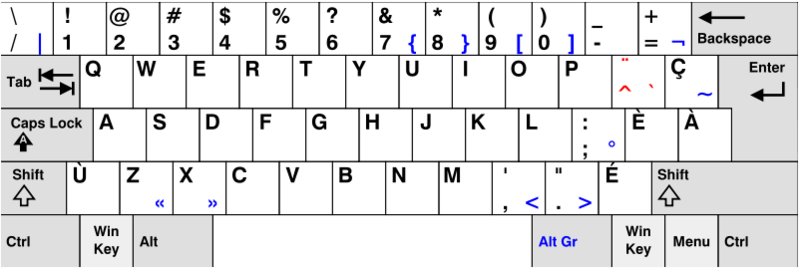 \ ! @ # $ % ? & * ( ) _ +
/ | 1 2 3 4 5 6 7 { 8 } 9 [ 0 ] - = ¬ Backspace
Tab Q W E R T Y U I O P ¨ ^ ` Ç ~ Enter
Caps Lock A S D F G H J K L : ; ° È À
Shift Ù Z « X » C V B N M ' , < " . > É Shift
Ctrl Win Key Alt Alt Gr Win Key Menu Ctrl